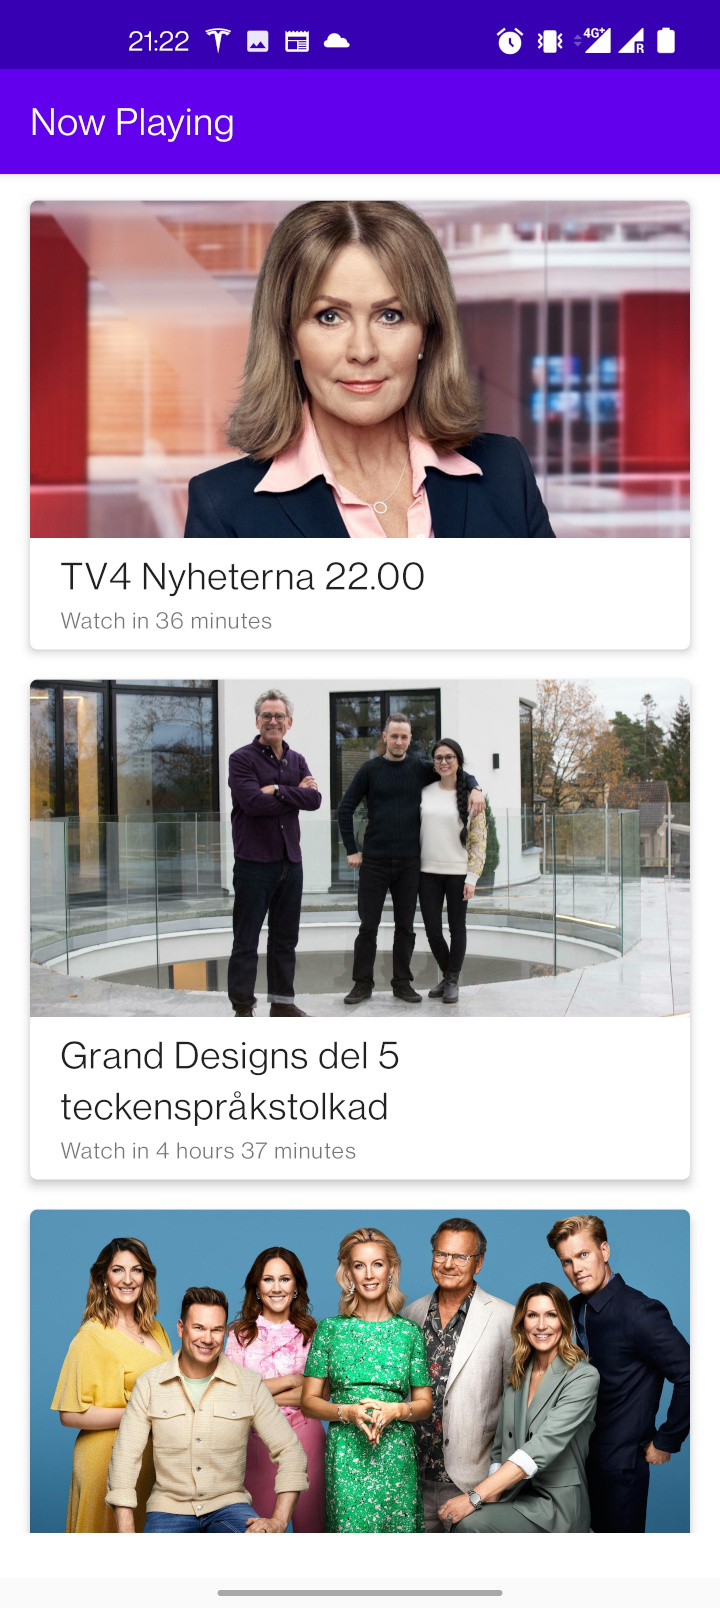 21:22
4G+
R
Now Playing
TV4 Nyheterna 22.00
Watch in 36 minutes
Grand Designs del 5
teckenspråkstolkad
Watch in 4 hours 37 minutes